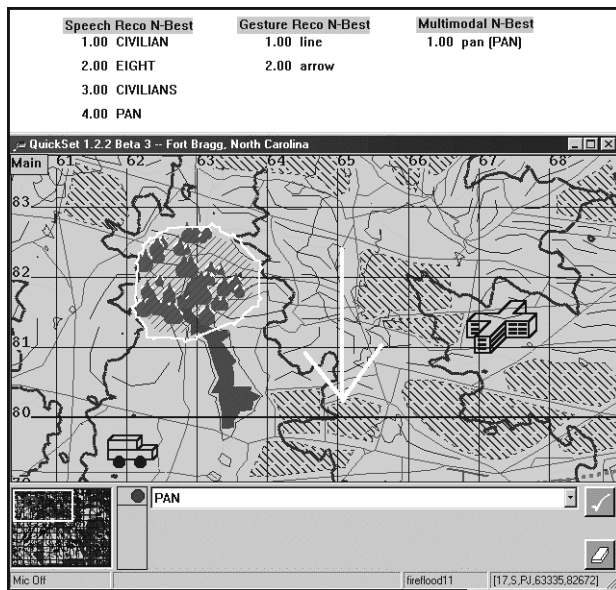 Speech Reco N-Best Gesture Reco N-Best Multimodal N-Best
1.00 CIVILIAN 1.00 line 1.00 pan (PAN)
2.00 EIGHT 2.00 arrow
3.00 CIVILIANS
4.00 PAN
QuickSet 1.2.2 Beta 3 -- Fort Bragg, North Carolina
Main 61 62 63 64 65 66 67 68
83
82
81
80
PAN
Mic Off fireflood11 [17,S,PJ,63335,82672]